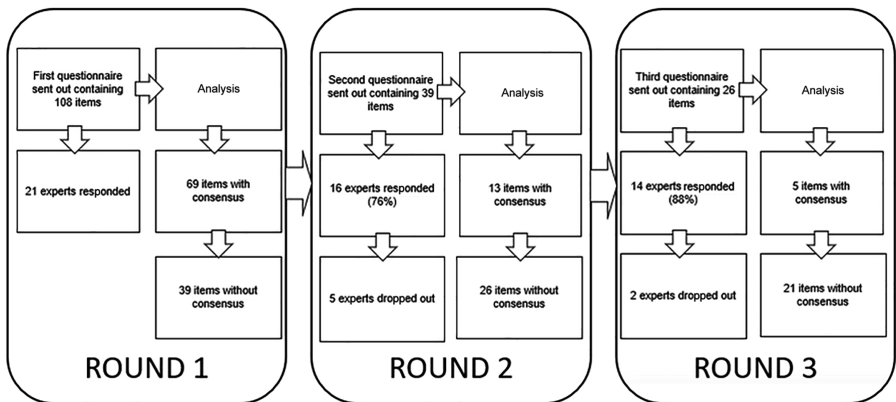 First questionnaire
sent out containing
108 items
Analysis
21 experts responded
69 items with
consensus
39 items without
consensus
ROUND 1
Second questionnaire
sent out containing 39
items
Analysis
16 experts responded
(76%)
13 items with
consensus
5 experts dropped out
26 items without
consensus
ROUND 2
Third questionnaire
sent out containing 26
items
Analysis
14 experts responded
(88%)
5 items with
consensus
2 experts dropped out
21 items without
consensus
ROUND 3